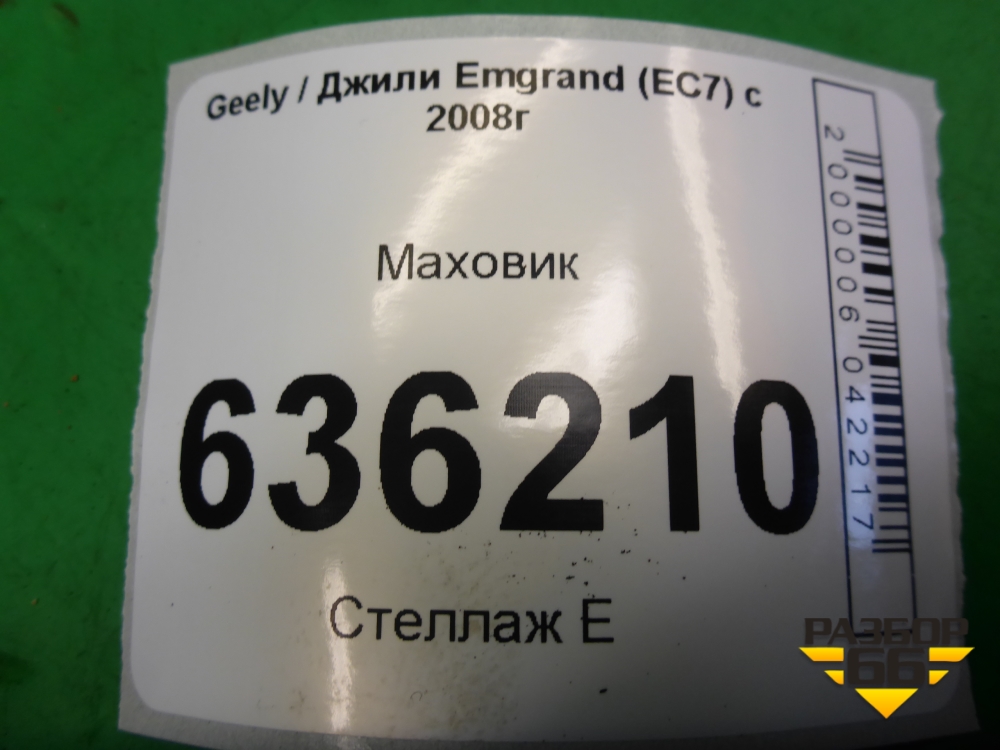 Geely / Джили Emgrand (EC7) с
2008г
Маховик
636210
Стеллаж Е
2000006042217
РАЗБОР
66